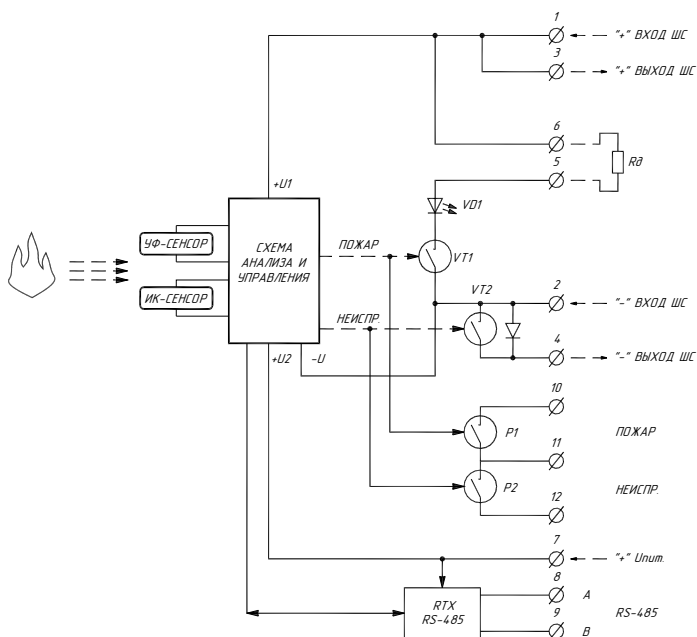 1
"+" ВХОД ШС
3
"+" ВЫХОД ШС
6
5
Rд
+U1
VD1
УФ-СЕНСОР
СХЕМА
АНАЛИЗА И
УПРАВЛЕНИЯ
ПОЖАР
VT1
ИК-СЕНСОР
VT2
2
"-" ВХОД ШС
НЕИСПР.
+U2
-U
4
"-" ВЫХОД ШС
10
P1
ПОЖАР
11
P2
НЕИСПР.
12
7
"+" Uпит.
8
A
RTX
RS-485
9
RS-485
B